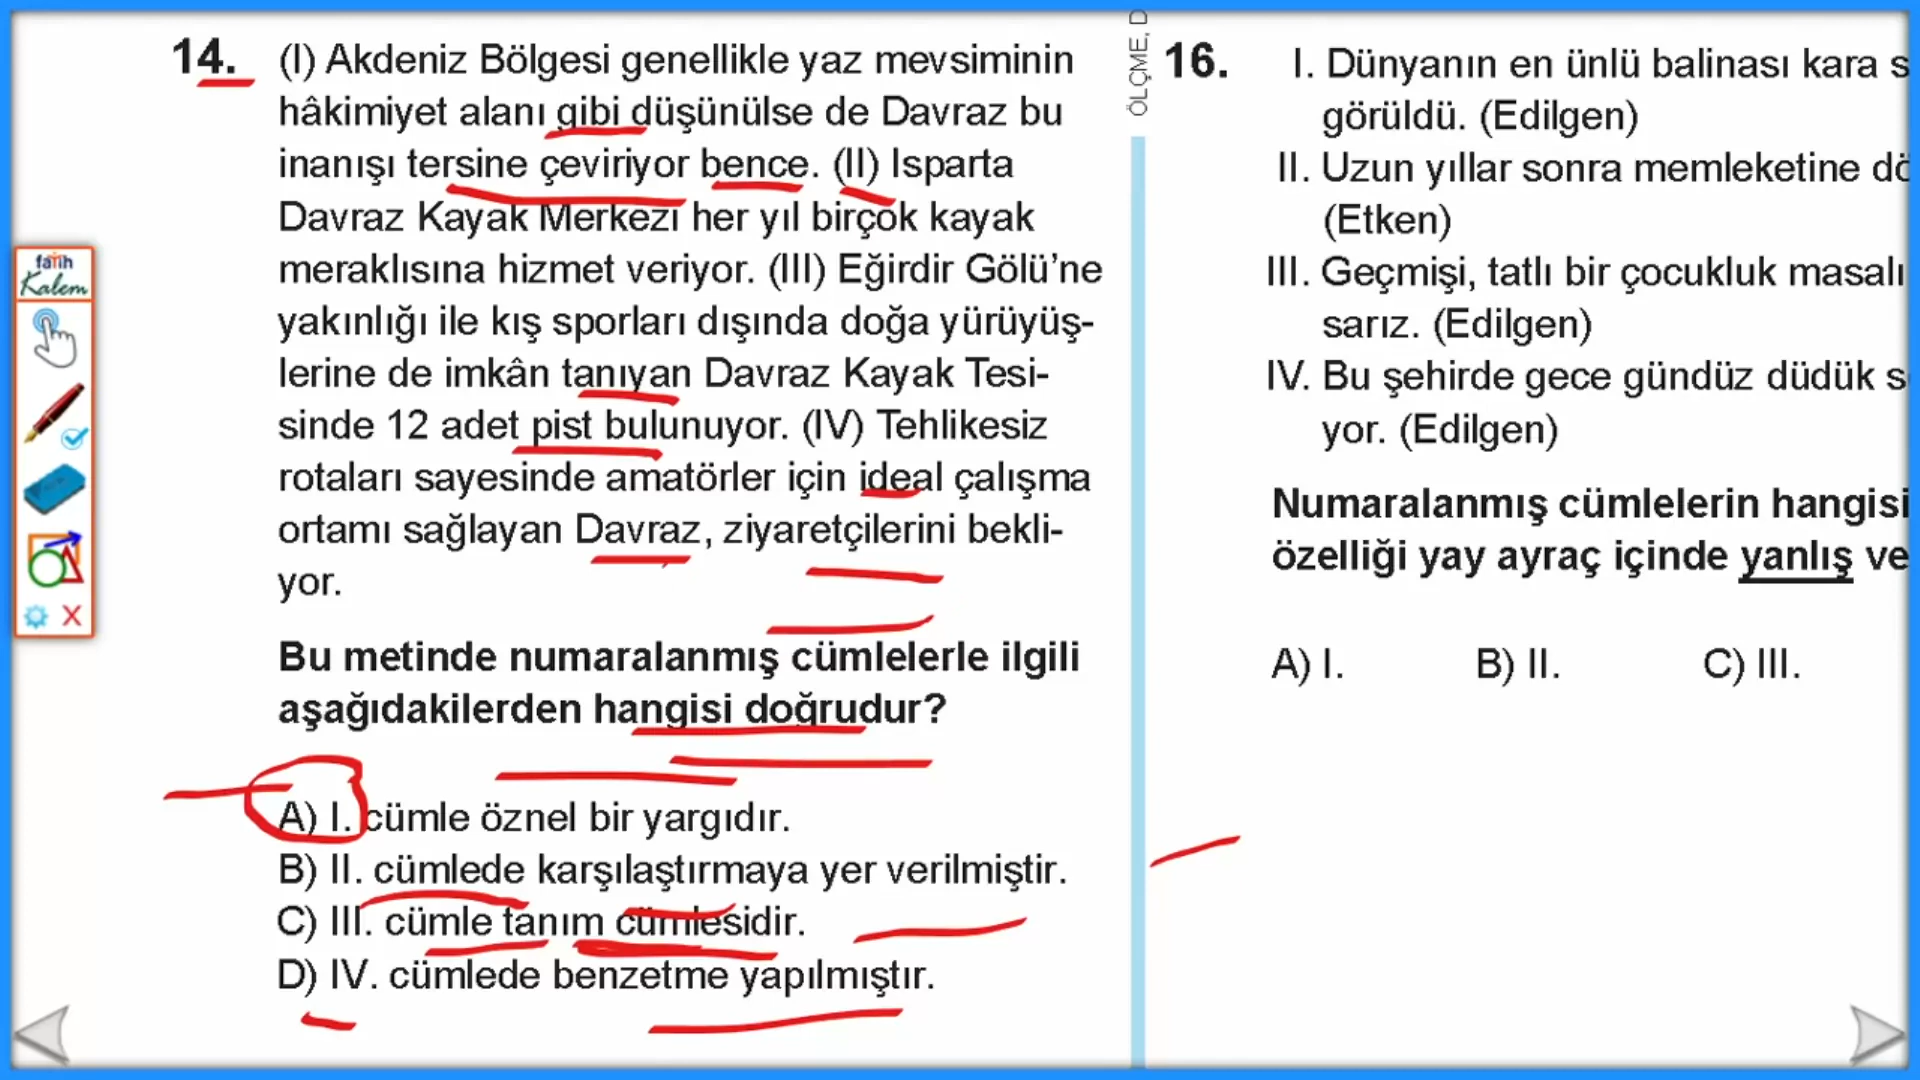 14. (I) Akdeniz Bölgesi genellikle yaz mevsiminin
hâkimiyet alanı gibi düşünülse de Davraz bu
inanışı tersine çeviriyor bence. (II) Isparta
Davraz Kayak Merkezi her yıl birçok kayak
meraklısına hizmet veriyor. (III) Eğirdir Gölü’ne
yakınlığı ile kış sporları dışında doğa yürüyüş-
lerine de imkân tanıyan Davraz Kayak Tesi-
sinde 12 adet pist bulunuyor. (IV) Tehlikesiz
rotaları sayesinde amatörler için ideal çalışma
ortamı sağlayan Davraz, ziyaretçilerini bekli-
yor.
Bu metinde numaralanmış cümlelerle ilgili
aşağıdakilerden hangisi doğrudur?
A) I. cümle öznel bir yargıdır.
B) II. cümlede karşılaştırmaya yer verilmiştir.
C) III. cümle tanım cümlesidir.
D) IV. cümlede benzetme yapılmıştır.
ÖLÇME, D
16. I. Dünyanın en ünlü balinası kara s
görüldü. (Edilgen)
II. Uzun yıllar sonra memleketine dö
(Etken)
III. Geçmişi, tatlı bir çocukluk masalı
sarız. (Edilgen)
IV. Bu şehirde gece gündüz düdük s
yor. (Edilgen)
Numaralanmış cümlelerin hangisi
özelliği yay ayraç içinde yanlış ve
A) I. B) II. C) III.
fatih
Kalem